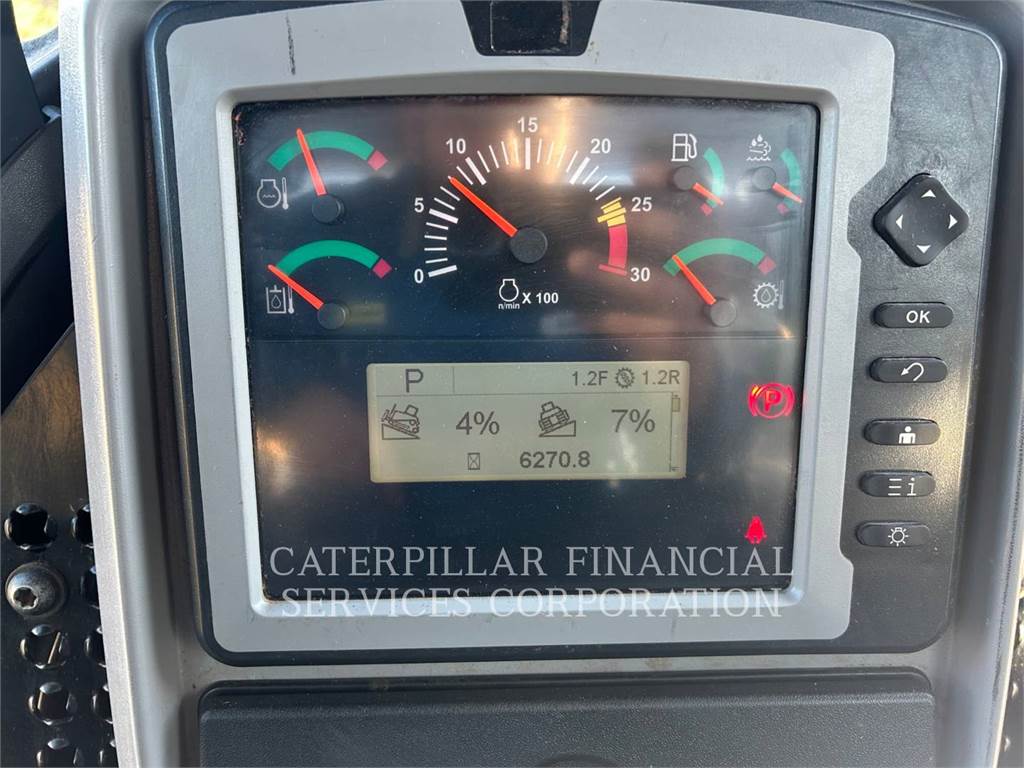 15
10 20
5 25
0 30
n/min X 100
P 1.2F 1.2R
4% 7%
6270.8
P
OK
i
CATERPILLAR FINANCIAL
SERVICES CORPORATION